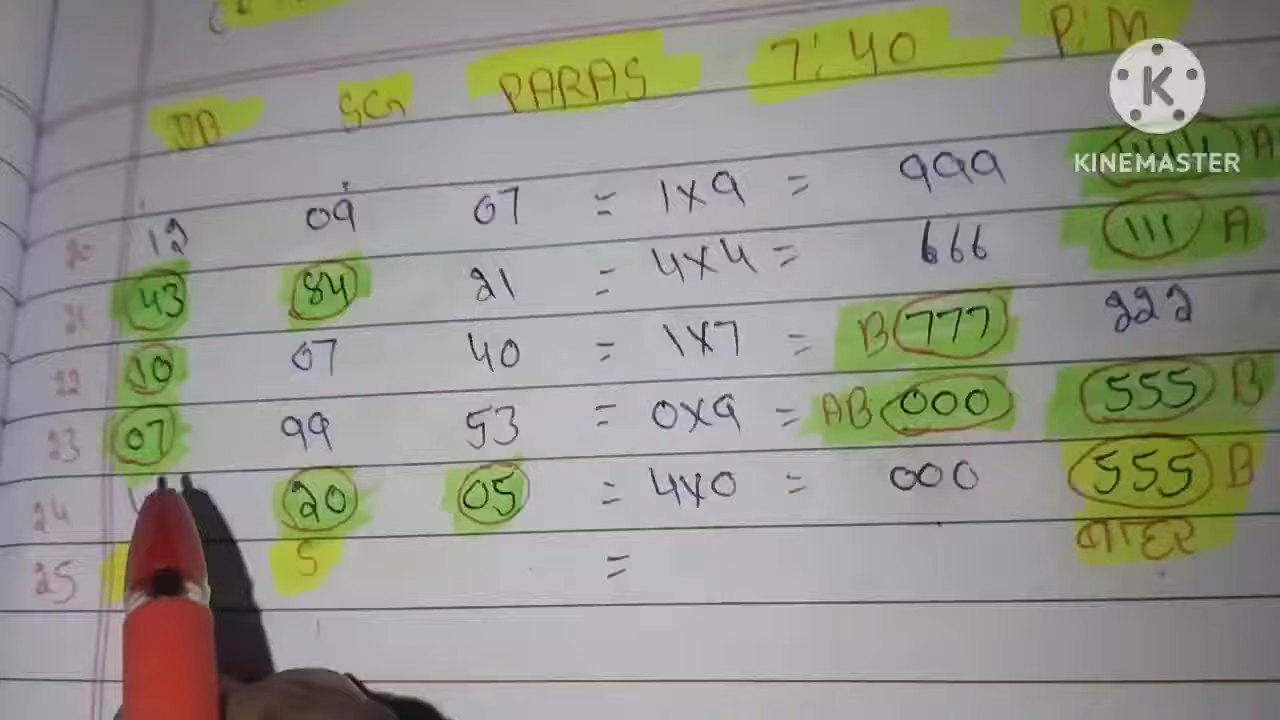 DB SG PARAS 7:40 P.M
KINEMASTER
20 12 09 07 = 1x9 = 999 444 A
21 43 84 21 = 4x4 = 666 111 A
22 10 07 40 = 1x7 = B 777 222
23 07 99 53 = 0x9 = AB 000 555 B
24 20 05 = 4x0 = 000 555 B
25 S = बाहर